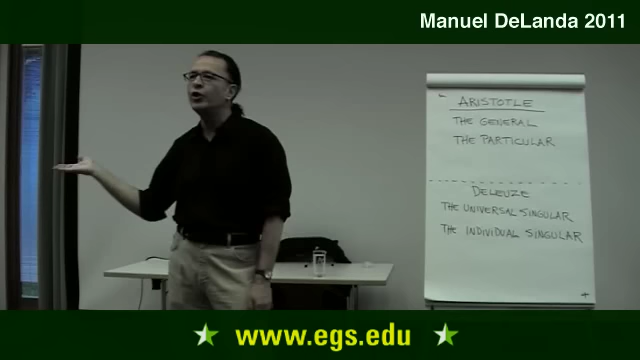 Manuel DeLanda 2011
ARISTOTLE
THE GENERAL
THE PARTICULAR
DELEUZE
THE UNIVERSAL SINGULAR
THE INDIVIDUAL SINGULAR
www.egs.edu